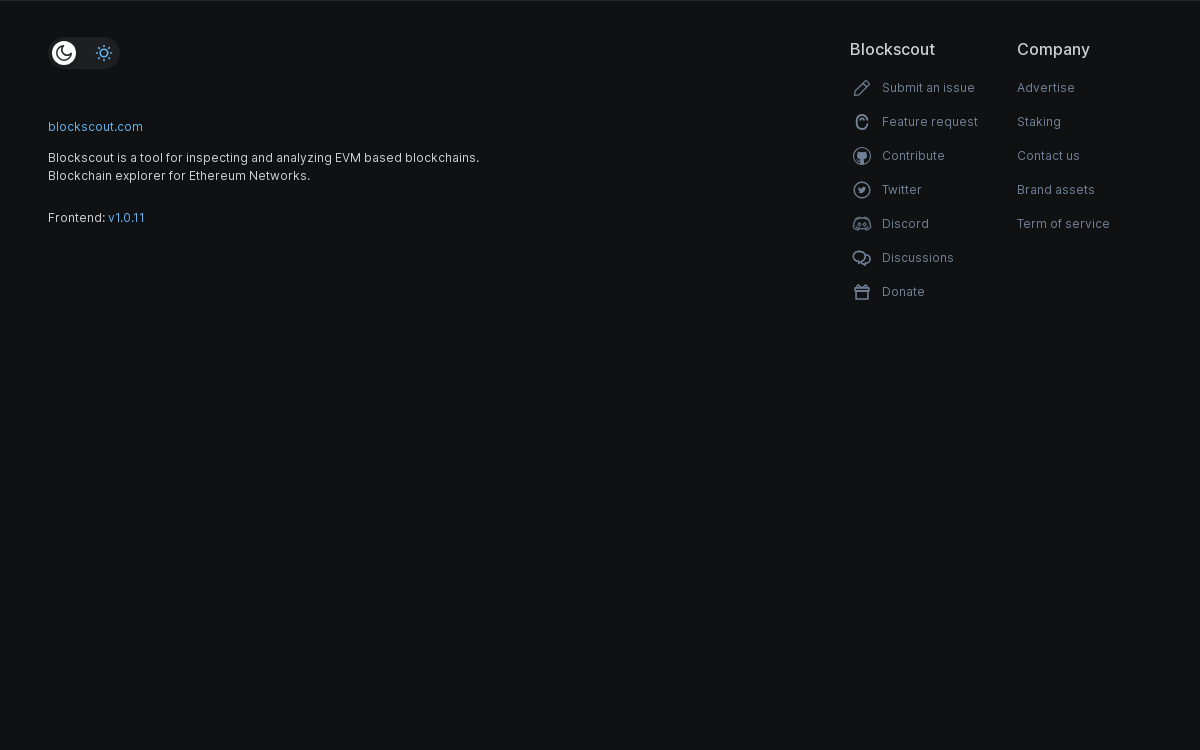 blockscout.com
Blockscout is a tool for inspecting and analyzing EVM based blockchains.
Blockchain explorer for Ethereum Networks.
Frontend: v1.0.11
Blockscout
Submit an issue
Feature request
Contribute
Twitter
Discord
Discussions
Donate
Company
Advertise
Staking
Contact us
Brand assets
Term of service